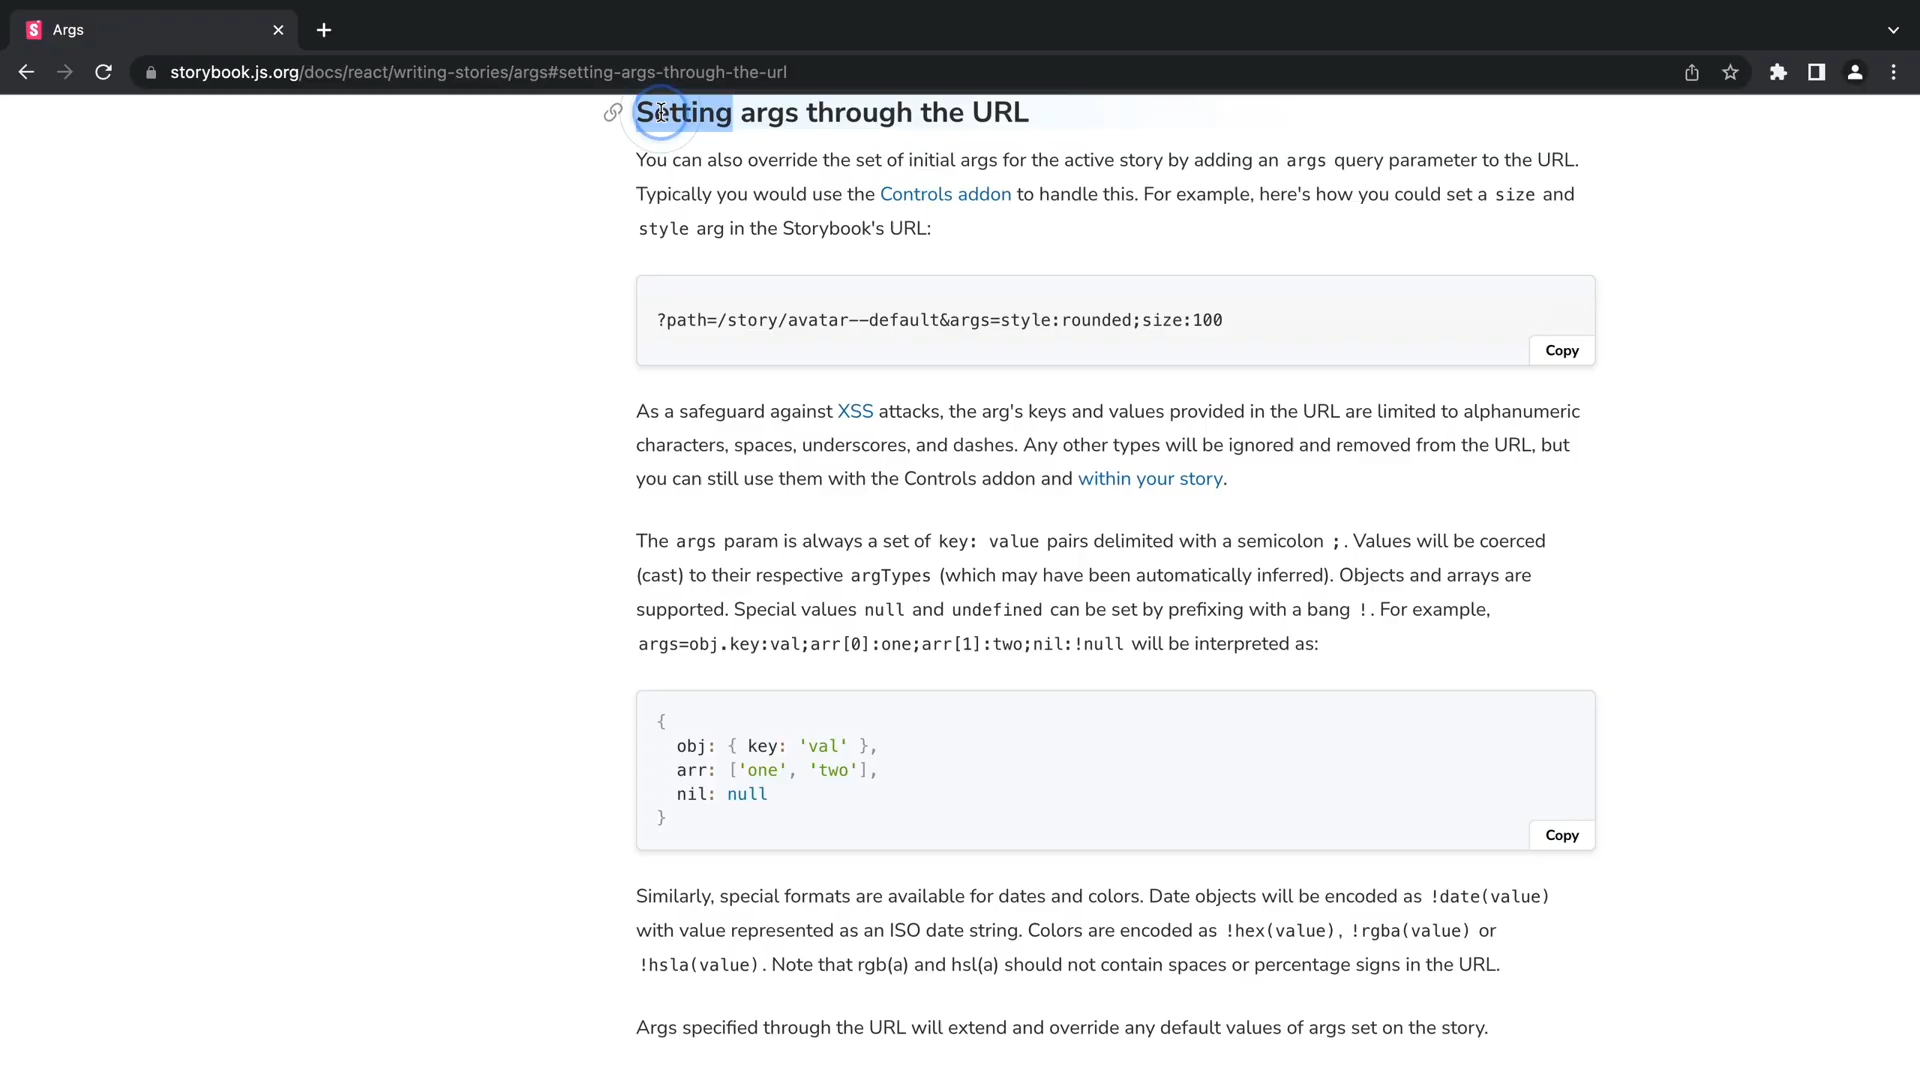 Args
storybook.js.org/docs/react/writing-stories/args#setting-args-through-the-url
Setting args through the URL
You can also override the set of initial args for the active story by adding an args query parameter to the URL.
Typically you would use the Controls addon to handle this. For example, here's how you could set a size and
style arg in the Storybook's URL:
?path=/story/avatar--default&args=style:rounded;size:100
Copy
As a safeguard against XSS attacks, the arg's keys and values provided in the URL are limited to alphanumeric
characters, spaces, underscores, and dashes. Any other types will be ignored and removed from the URL, but
you can still use them with the Controls addon and within your story.
The args param is always a set of key: value pairs delimited with a semicolon ;. Values will be coerced
(cast) to their respective argTypes (which may have been automatically inferred). Objects and arrays are
supported. Special values null and undefined can be set by prefixing with a bang !. For example,
args=obj.key:val;arr[0]:one;arr[1]:two;nil:!null will be interpreted as:
{
obj: { key: 'val' },
arr: ['one', 'two'],
nil: null
}
Copy
Similarly, special formats are available for dates and colors. Date objects will be encoded as !date(value)
with value represented as an ISO date string. Colors are encoded as !hex(value), !rgba(value) or
!hsla(value). Note that rgb(a) and hsl(a) should not contain spaces or percentage signs in the URL.
Args specified through the URL will extend and override any default values of args set on the story.